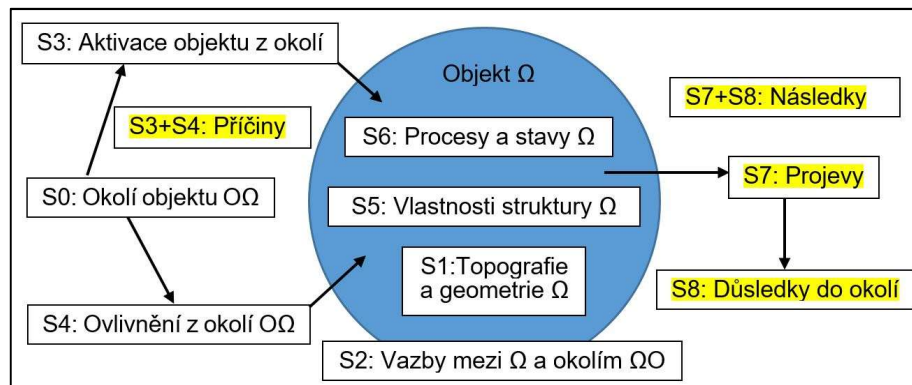 S3: Aktivace objektu z okolí
Objekt Ω
S7+S8: Následky
S3+S4: Příčiny
S6: Procesy a stavy Ω
S7: Projevy
S0: Okolí objektu OΩ
S5: Vlastnosti struktury Ω
S1:Topografie
a geometrie Ω
S8: Důsledky do okolí
S4: Ovlivnění z okolí OΩ
S2: Vazby mezi Ω a okolím ΩO